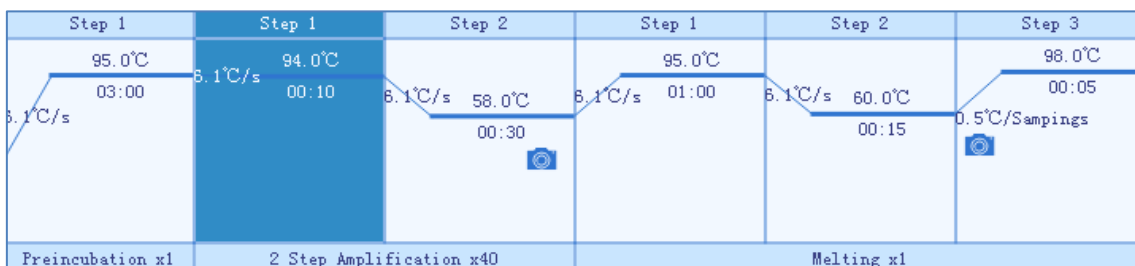 Step 1
Step 1
Step 2
Step 1
Step 2
Step 3
95.0℃
03:00
6.1℃/s
6.1℃/s
94.0℃
00:10
6.1℃/s
58.0℃
00:30
6.1℃/s
95.0℃
01:00
6.1℃/s
60.0℃
00:15
98.0℃
00:05
0.5℃/Sampings
Preincubation x1
2 Step Amplification x40
Melting x1